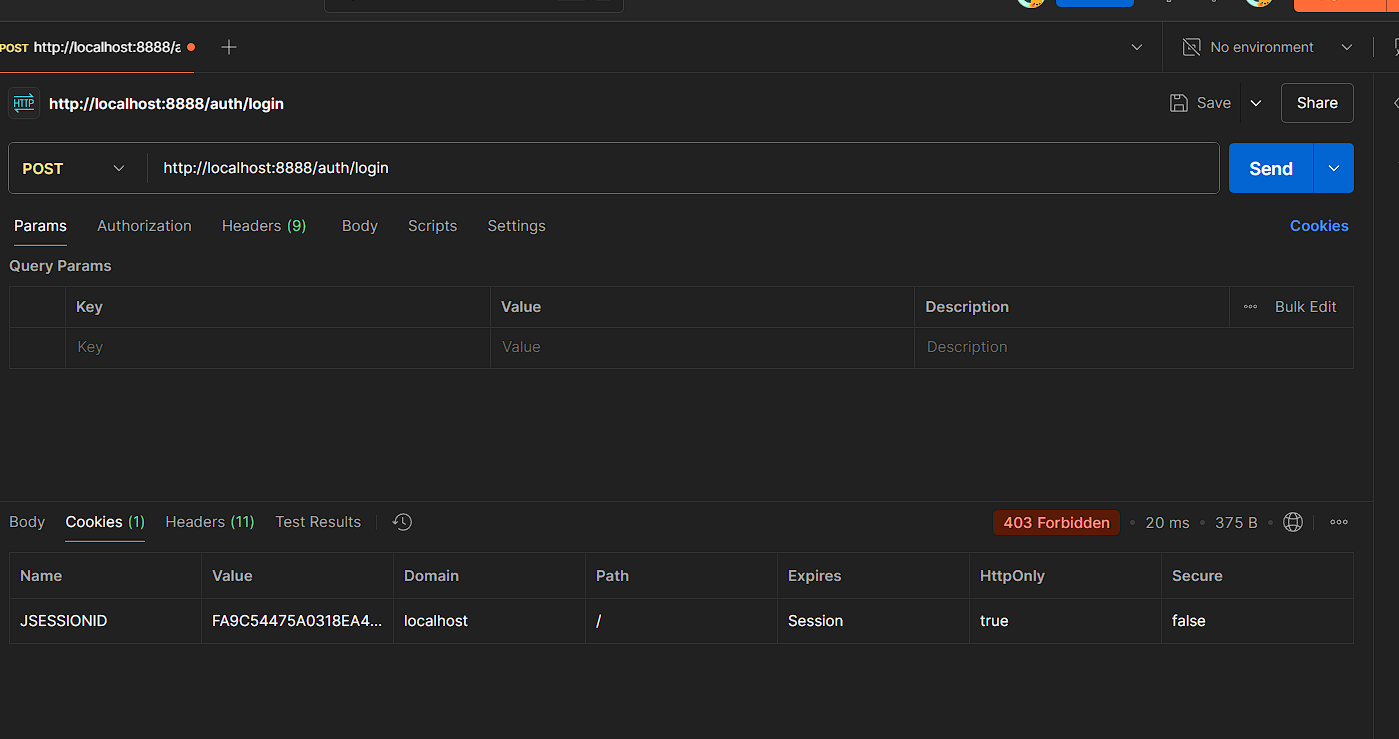 POST http://localhost:8888/a
No environment
HTTP http://localhost:8888/auth/login
Save
Share
POST http://localhost:8888/auth/login
Send
Params Authorization Headers (9) Body Scripts Settings Cookies
Query Params
Key Value Description Bulk Edit
Key Value Description
Body Cookies (1) Headers (11) Test Results 403 Forbidden • 20 ms • 375 B •
Name Value Domain Path Expires HttpOnly Secure
JSESSIONID FA9C54475A0318EA4... localhost / Session true false